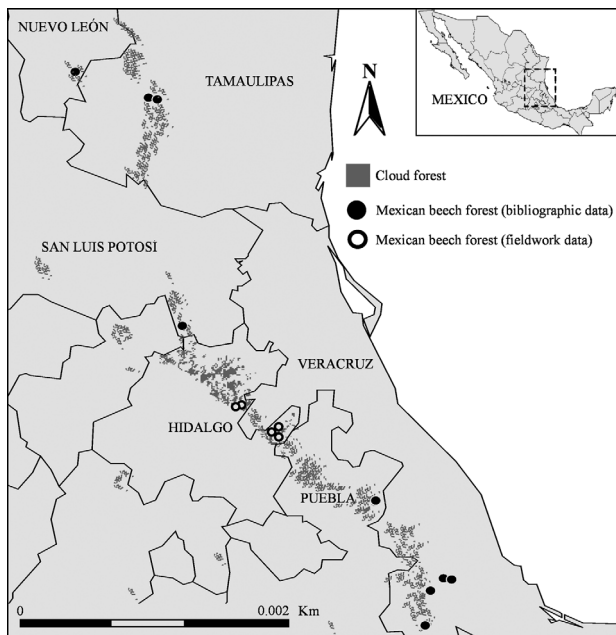 NUEVO LEÓN
TAMAULIPAS
N
MEXICO
Cloud forest
Mexican beech forest (bibliographic data)
Mexican beech forest (fieldwork data)
SAN LUIS POTOSI
VERACRUZ
HIDALGO
PUEBLA
0
0.002 Km